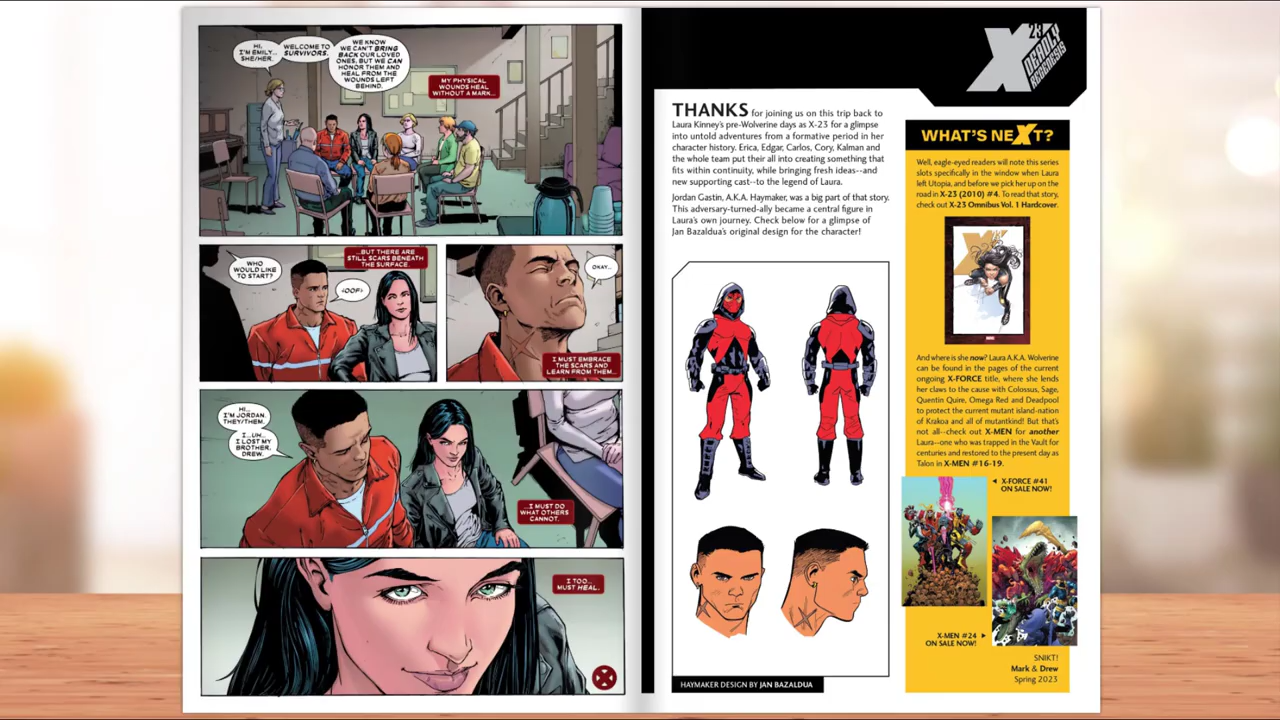 HI,
I'M EMILY...
SHE/HER.
WELCOME TO
SURVIVORS.
WE KNOW
WE CAN'T BRING
BACK OUR LOVED
ONES, BUT WE CAN
HONOR THEM AND
HEAL FROM THE
WOUNDS LEFT
BEHIND.
MY PHYSICAL
WOUNDS HEAL
WITHOUT A MARK...
WHO
WOULD LIKE
TO START?
...BUT THERE ARE
STILL SCARS BENEATH
THE SURFACE.
<OOF>
OKAY...
I MUST EMBRACE
THE SCARS AND
LEARN FROM THEM...
HI...
I'M JORDAN.
THEY/THEM.
I...UM...
I LOST MY
BROTHER,
DREW.
...I MUST DO
WHAT OTHERS
CANNOT.
I TOO...
MUST HEAL.
X 23
DEADLY
REGENESIS
THANKS for joining us on this trip back to
Laura Kinney's pre-Wolverine days as X-23 for a glimpse
into untold adventures from a formative period in her
character history. Erica, Edgar, Carlos, Cory, Kalman and
the whole team put their all into creating something that
fits within continuity, while bringing fresh ideas--and
new supporting cast--to the legend of Laura.
Jordan Gastin, A.K.A. Haymaker, was a big part of that story.
This adversary-turned-ally became a central figure in
Laura's own journey. Check below for a glimpse of
Jan Bazaldua's original design for the character!
HAYMAKER DESIGN BY JAN BAZALDUA
WHAT'S NEXT?
Well, eagle-eyed readers will note this series
slots specifically in the window when Laura
left Utopia, and before we pick her up on the
road in X-23 (2010) #4. To read that story,
check out X-23 Omnibus Vol. 1 Hardcover.
And where is she now? Laura A.K.A. Wolverine
can be found in the pages of the current
ongoing X-FORCE title, where she lends
her claws to the cause with Colossus, Sage,
Quentin Quire, Omega Red and Deadpool
to protect the current mutant island-nation
of Krakoa and all of mutantkind! But that's
not all--check out X-MEN for another
Laura--one who was trapped in the Vault for
centuries and restored to the present day as
Talon in X-MEN #16-19.
X-FORCE #41
ON SALE NOW!
X-MEN #24
ON SALE NOW!
SNIKT!
Mark & Drew
Spring 2023